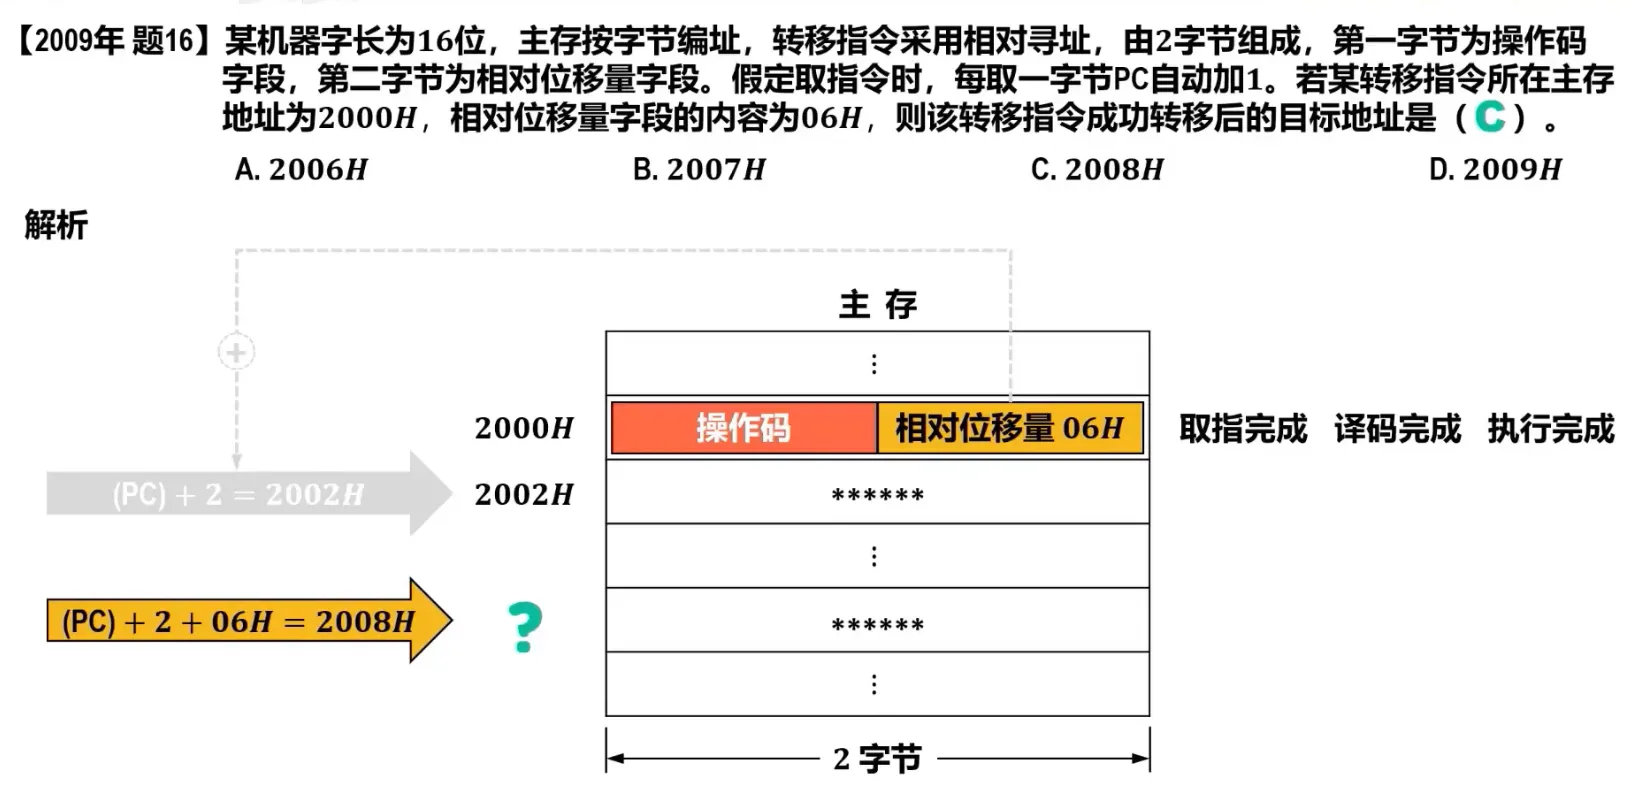 【2009年 题16】某机器字长为16位，主存按字节编址，转移指令采用相对寻址，由2字节组成，第一字节为操作码
字段，第二字节为相对位移量字段。假定取指令时，每取一字节PC自动加1。若某转移指令所在主存
地址为2000H，相对位移量字段的内容为06H，则该转移指令成功转移后的目标地址是（C）。
A. 2006H B. 2007H C. 2008H D. 2009H
解析
主 存
⋮
+
2000H 操作码 相对位移量 06H 取指完成 译码完成 执行完成
(PC) + 2 = 2002H 2002H ******
⋮
(PC) + 2 + 06H = 2008H ? ******
⋮
2 字节